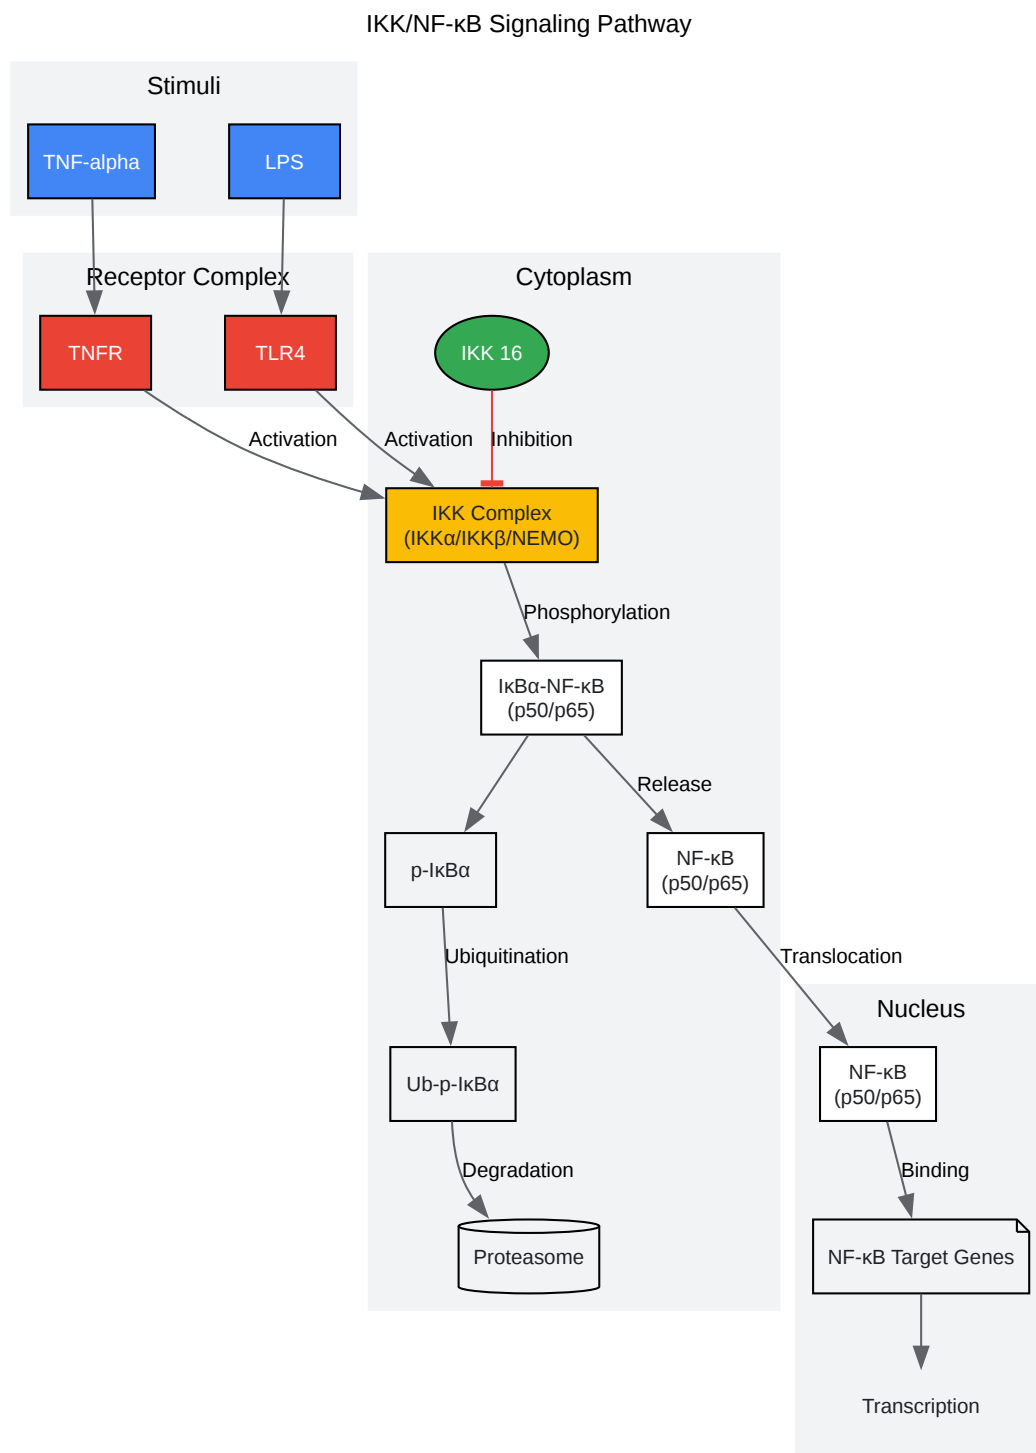 IKK/NF-κB Signaling Pathway
Stimuli
TNF-alpha
LPS
Receptor Complex
Cytoplasm
TNFR
TLR4
IKK 16
Activation
Activation
Inhibition
IKK Complex
(IKKα/IKKβ/NEMO)
Phosphorylation
IκBα-NF-κB
(p50/p65)
Release
p-IκBα
NF-κB
(p50/p65)
Ubiquitination
Translocation
Nucleus
Ub-p-IκBα
NF-κB
(p50/p65)
Degradation
Binding
Proteasome
NF-κB Target Genes
Transcription